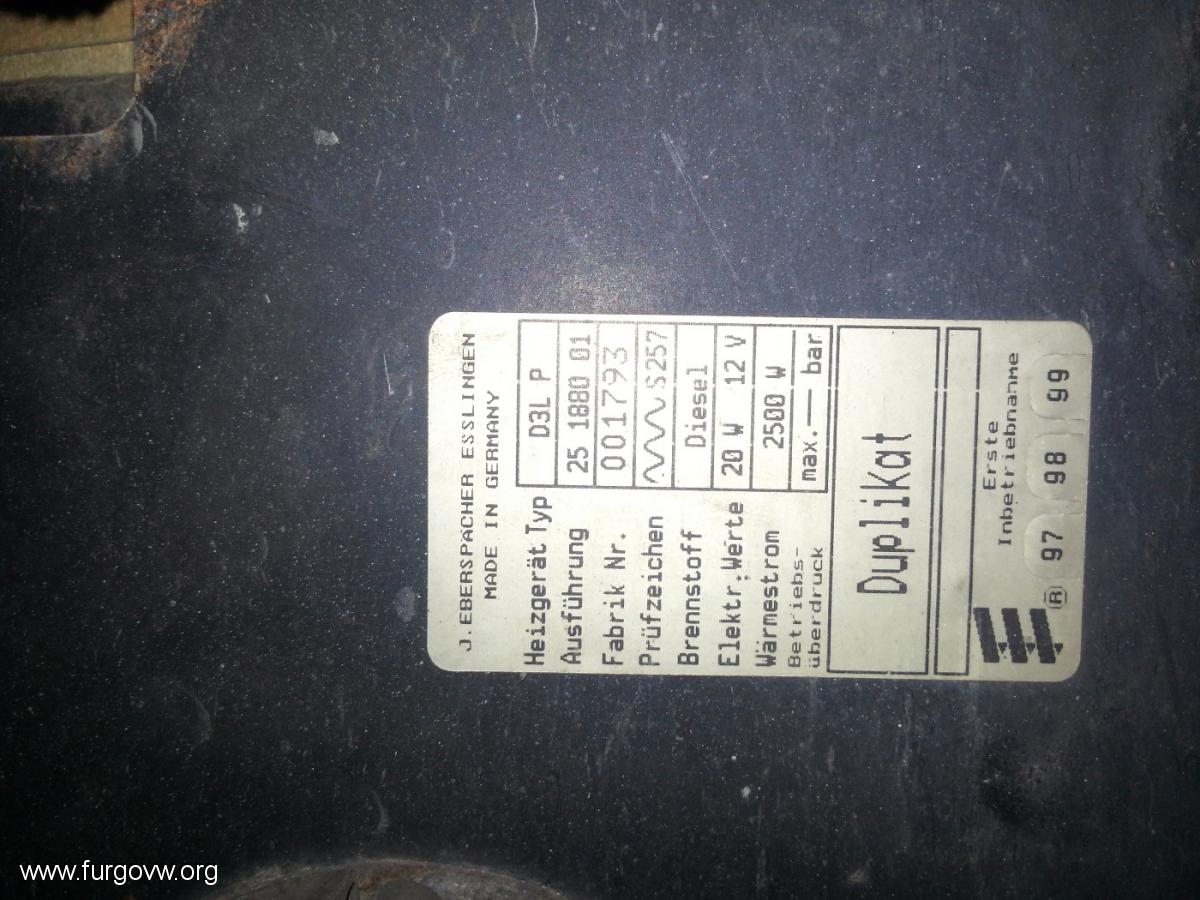 J.EBERSPÄCHER ESSLINGEN
MADE IN GERMANY
Heizgerät Typ D3L P
Ausführung 25 1880 01
Fabrik Nr. 001793
Prüfzeichen S257
Brennstoff Diesel
Elektr.Werte 20 W 12 V
Wärmestrom 2500 W
Betriebs-
überdruck max.— bar
Duplikat
Erste
Inbetriebnahme
® 97 98 99
www.furgovw.org